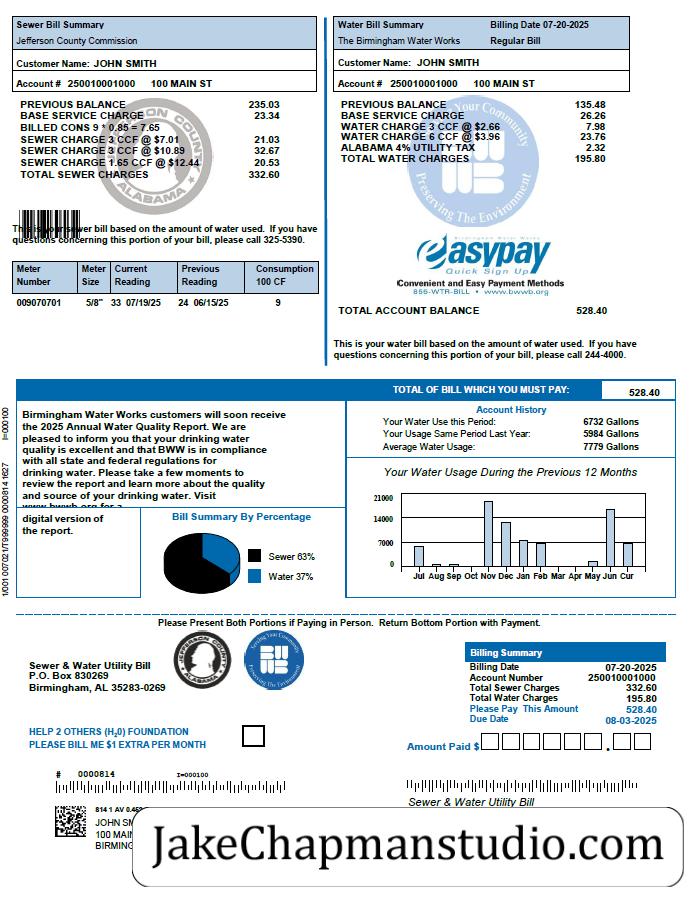 Sewer Bill Summary
Jefferson County Commission
Customer Name: JOHN SMITH
Account # 250010001000 100 MAIN ST
PREVIOUS BALANCE 235.03
BASE SERVICE CHARGE 23.34
BILLED CONS 9 * 0.85 = 7.65
SEWER CHARGE 3 CCF @ $7.01 21.03
SEWER CHARGE 3 CCF @ $10.89 32.67
SEWER CHARGE 1.65 CCF @ $12.44 20.53
TOTAL SEWER CHARGES 332.60
JEFFERSON COUNTY
ALABAMA
This is your sewer bill based on the amount of water used. If you have
questions concerning this portion of your bill, please call 325-5390.
Meter Number Meter Size Current Reading Previous Reading Consumption 100 CF
009070701 5/8" 33 07/19/25 24 06/15/25 9
Water Bill Summary Billing Date 07-20-2025
The Birmingham Water Works Regular Bill
Customer Name: JOHN SMITH
Account # 250010001000 100 MAIN ST
PREVIOUS BALANCE 135.48
BASE SERVICE CHARGE 26.26
WATER CHARGE 3 CCF @ $2.66 7.98
WATER CHARGE 6 CCF @ $3.96 23.76
ALABAMA 4% UTILITY TAX 2.32
TOTAL WATER CHARGES 195.80
Your Community
Preserving The Environment
Birmingham Water Works
easypay
Quick Sign Up
Convenient and Easy Payment Methods
866-WTR-BILL • www.bwwb.org
TOTAL ACCOUNT BALANCE 528.40
This is your water bill based on the amount of water used. If you have
questions concerning this portion of your bill, please call 244-4000.
TOTAL OF BILL WHICH YOU MUST PAY: 528.40
Birmingham Water Works customers will soon receive
the 2025 Annual Water Quality Report. We are
pleased to inform you that your drinking water
quality is excellent and that BWW is in compliance
with all state and federal regulations for
drinking water. Please take a few moments to
review the report and learn more about the quality
and source of your drinking water. Visit
www.bwwb.org for a
digital version of
the report.
Account History
Your Water Use this Period: 6732 Gallons
Your Usage Same Period Last Year: 5984 Gallons
Average Water Usage: 7779 Gallons
Bill Summary By Percentage
Sewer 63%
Water 37%
Your Water Usage During the Previous 12 Months
21000
14000
7000
0
Jul Aug Sep Oct Nov Dec Jan Feb Mar Apr May Jun Cur
I=000100
Please Present Both Portions if Paying in Person. Return Bottom Portion with Payment.
Sewer & Water Utility Bill
P.O. Box 830269
Birmingham, AL 35283-0269
JEFFERSON COUNTY
ALABAMA
Serving Your Community
Preserving The Environment
Billing Summary
Billing Date 07-20-2025
Account Number 250010001000
Total Sewer Charges 332.60
Total Water Charges 195.80
Please Pay This Amount 528.40
Due Date 08-03-2025
HELP 2 OTHERS (H₂0) FOUNDATION
PLEASE BILL ME $1 EXTRA PER MONTH
Amount Paid $ .
# 0000814 I=000100
814 1 AV 0.
JOHN SM
100 MAIN
BIRMING
Sewer & Water Utility Bill
JakeChapmanstudio.com